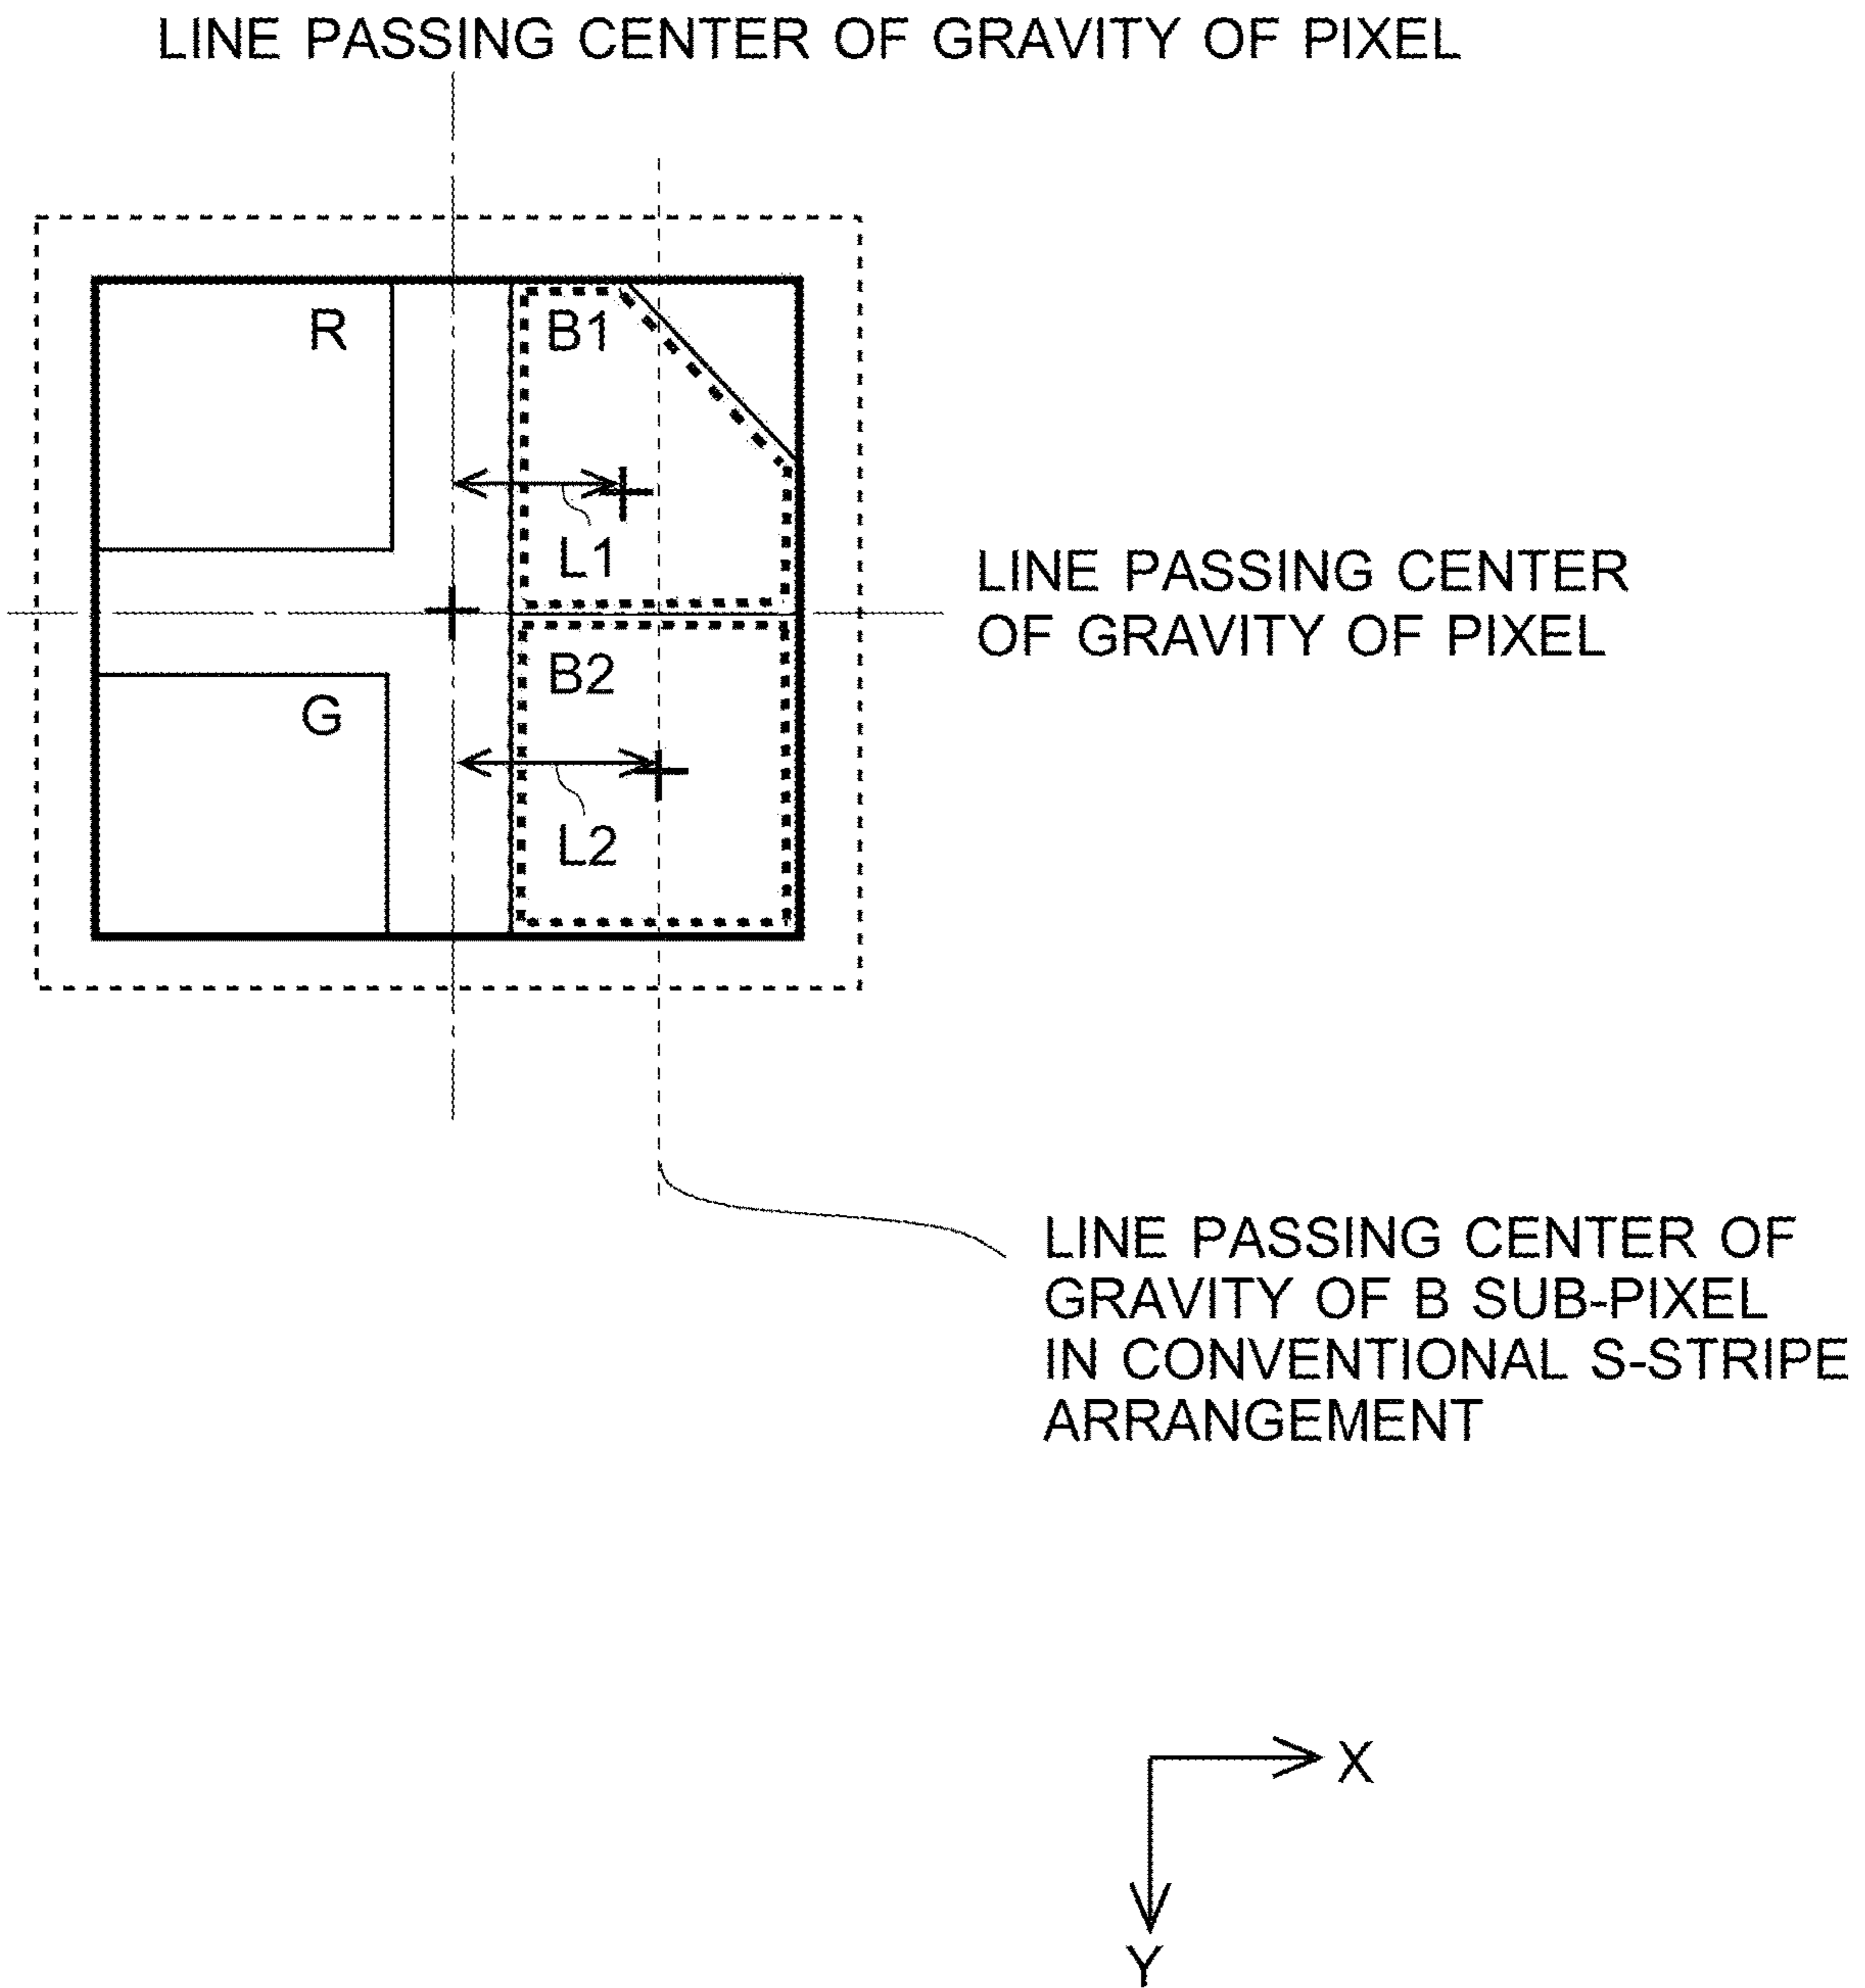 LINE PASSING CENTER OF GRAVITY OF PIXEL
R
B1
L1
LINE PASSING CENTER
OF GRAVITY OF PIXEL
B2
G
L2
LINE PASSING CENTER OF
GRAVITY OF B SUB-PIXEL
IN CONVENTIONAL S-STRIPE
ARRANGEMENT
X
Y